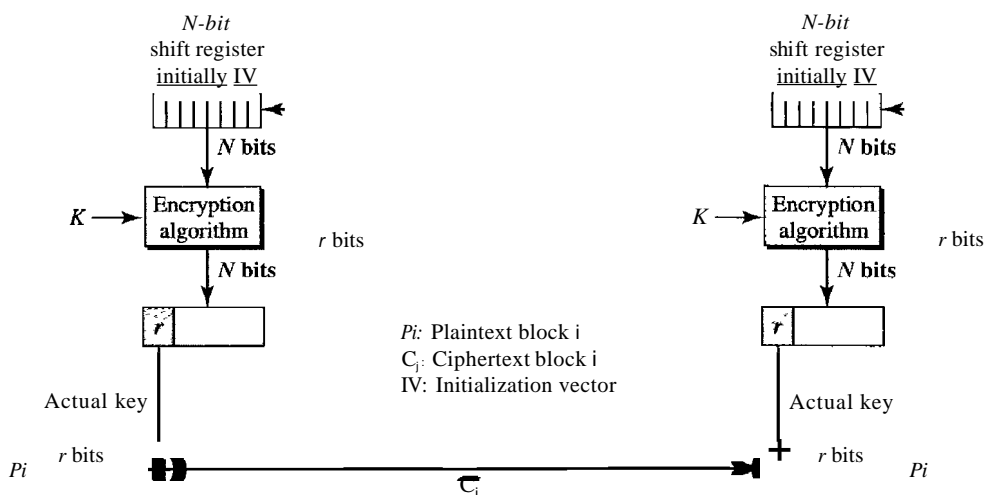 N-bit
shift register
initially IV
N bits
K
Encryption
algorithm
r bits
N bits
r
Actual key
Pi
r bits
N-bit
shift register
initially IV
N bits
K
Encryption
algorithm
r bits
N bits
r
Actual key
r bits
Pi
Pi: Plaintext block i
Cj: Ciphertext block i
IV: Initialization vector
Ci